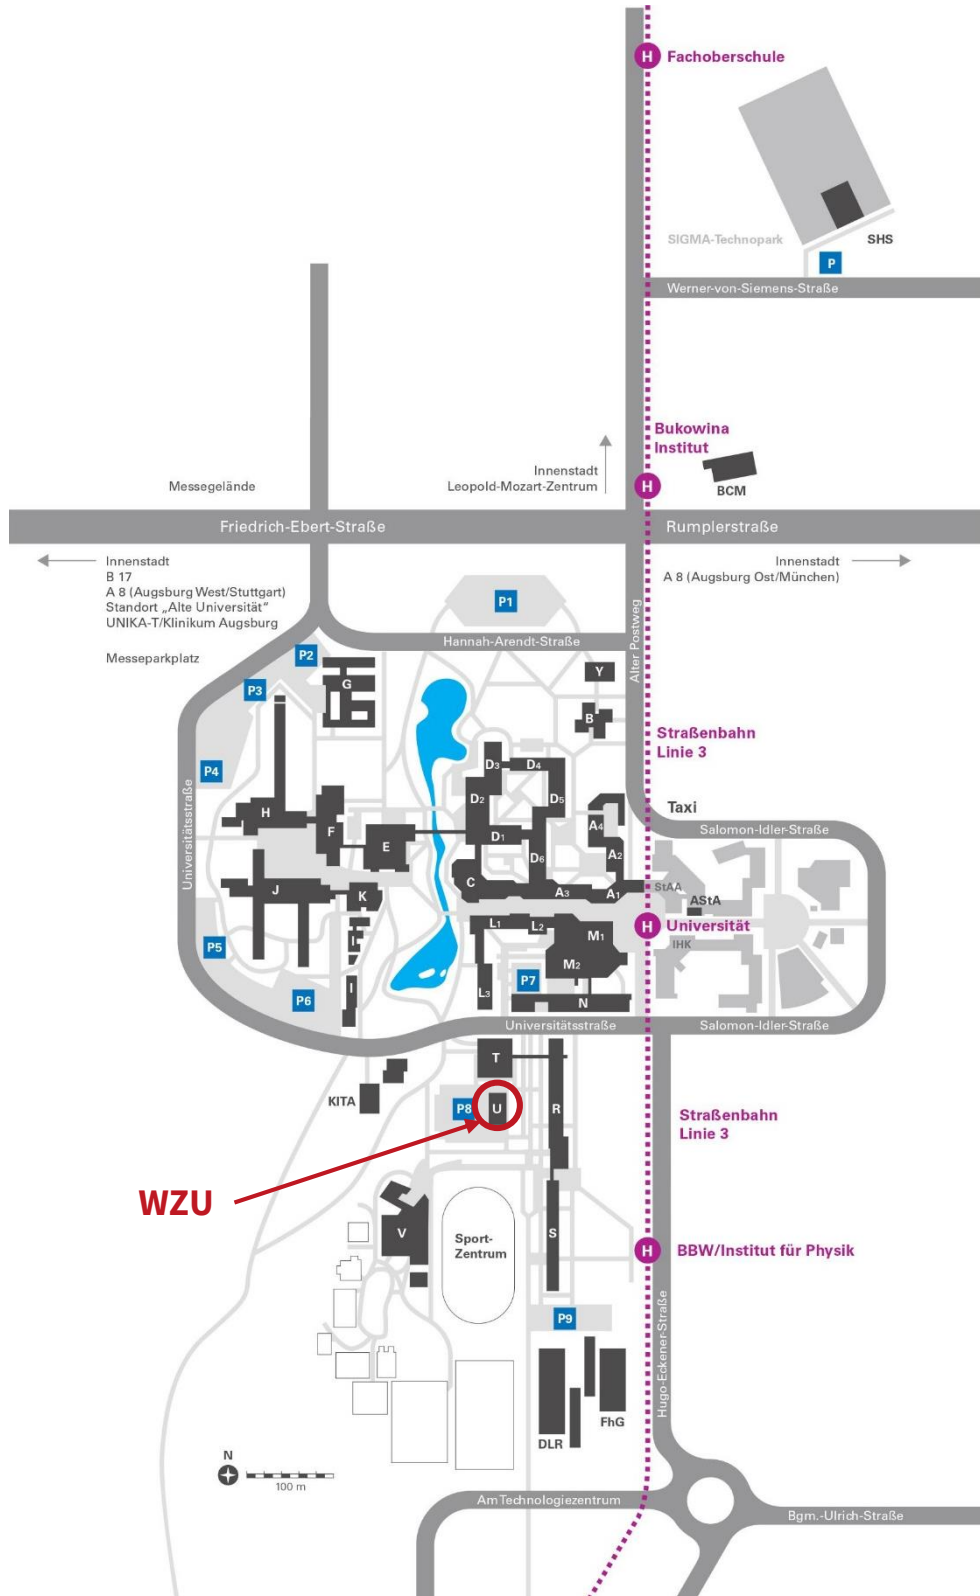 H Fachoberschule
SIGMA-Technopark
SHS
P
Werner-von-Siemens-Straße
Bukowina
Institut
H
BCM
Innenstadt
Leopold-Mozart-Zentrum
Messegelände
Friedrich-Ebert-Straße
Rumplerstraße
Innenstadt
B 17
A 8 (Augsburg West/Stuttgart)
Standort „Alte Universität“
UNIKA-T/Klinikum Augsburg
Messeparkplatz
Innenstadt
A 8 (Augsburg Ost/München)
P1
Hannah-Arendt-Straße
Alter Postweg
P2
P3
G
Y
B
P4
Universitätsstraße
Straßenbahn
Linie 3
D3
D4
D2
D5
H
F
E
D1
D6
A4
A2
Taxi
Salomon-Idler-Straße
J
K
C
A3
A1
StAA
AStA
I
L1
L2
M1
H Universität
IHK
P5
M2
P6
I
L3
P7
N
Universitätsstraße
Salomon-Idler-Straße
T
KITA
P8
U
R
Straßenbahn
Linie 3
WZU
V
Sport-
Zentrum
S
H BBW/Institut für Physik
P9
Hugo-Eckener-Straße
DLR
FhG
N
100 m
Am Technologiezentrum
Bgm.-Ulrich-Straße